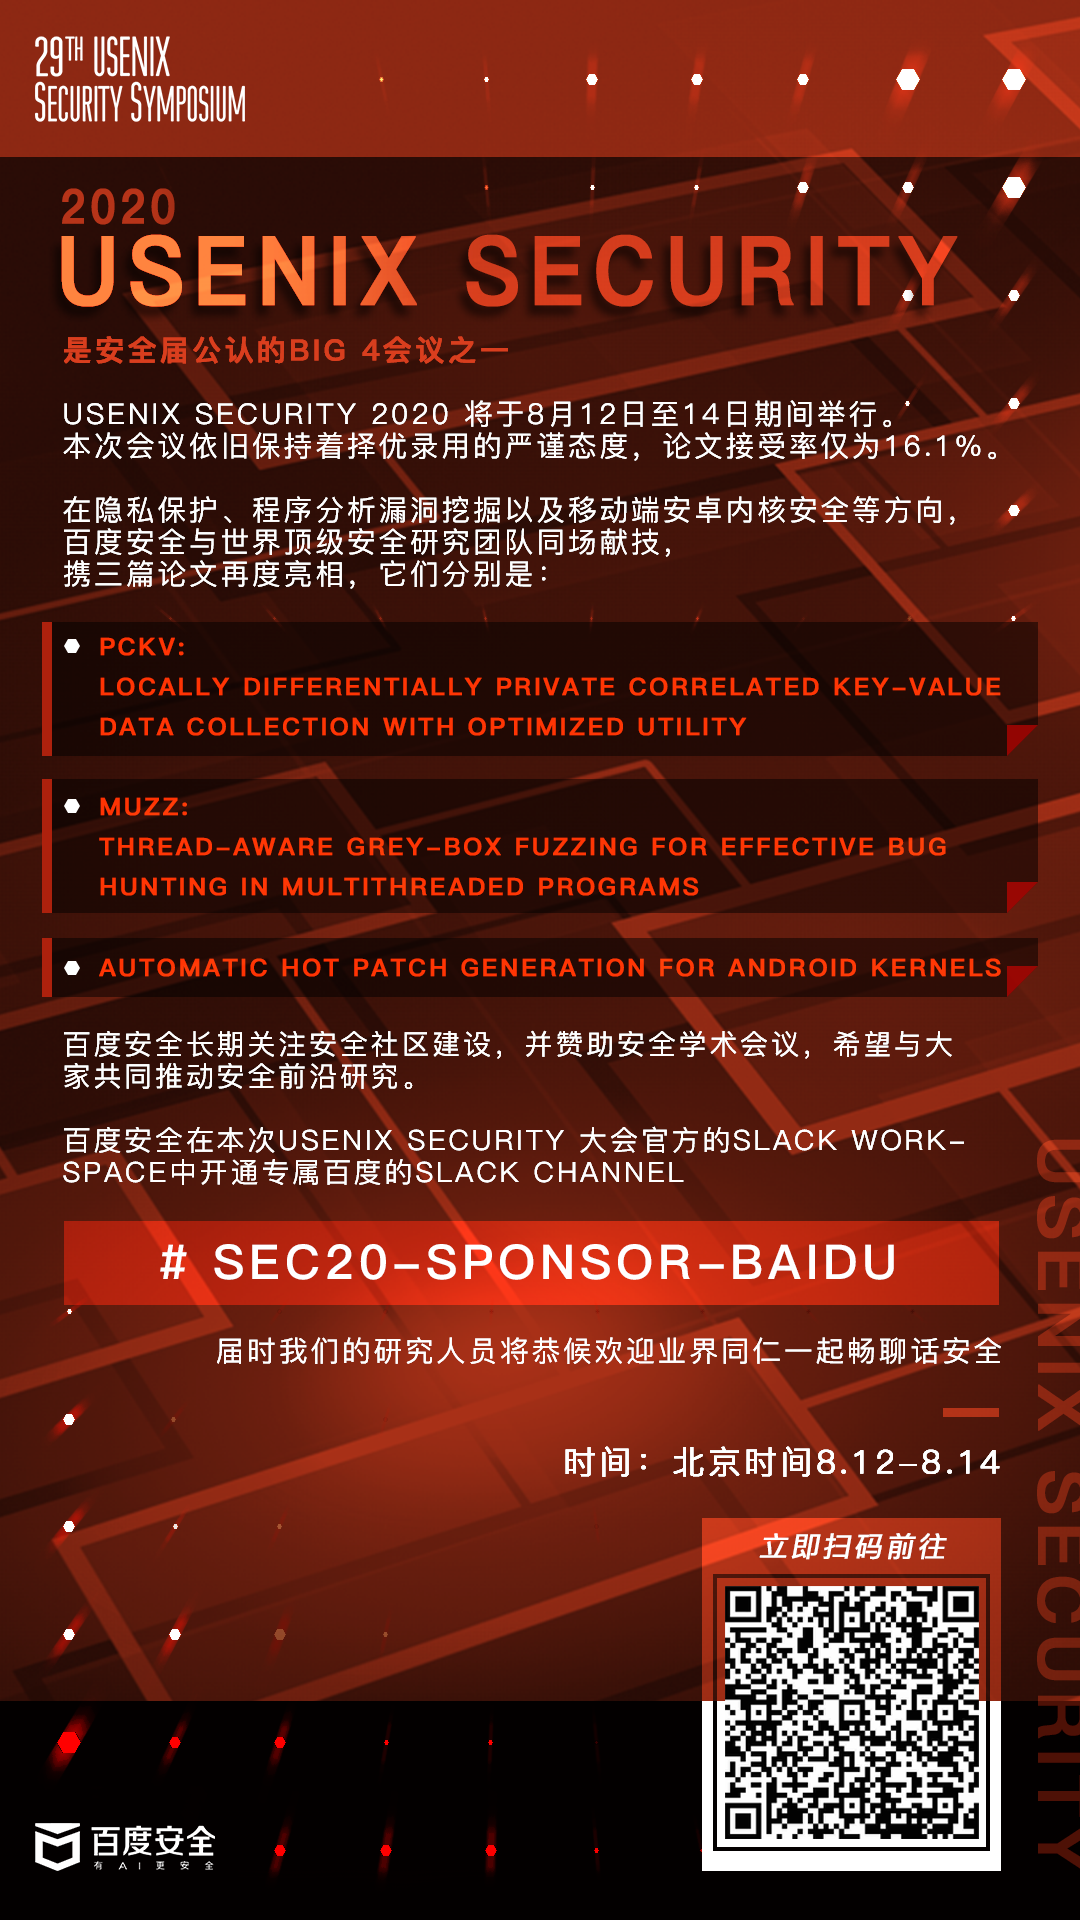 29TH USENIX
SECURITY SYMPOSIUM
2020
USENIX SECURITY
是安全届公认的BIG 4会议之一
USENIX SECURITY 2020 将于8月12日至14日期间举行。
本次会议依旧保持着择优录用的严谨态度，论文接受率仅为16.1%。
在隐私保护、程序分析漏洞挖掘以及移动端安卓内核安全等方向，
百度安全与世界顶级安全研究团队同场献技，
携三篇论文再度亮相，它们分别是：
PCKV:
LOCALLY DIFFERENTIALLY PRIVATE CORRELATED KEY–VALUE
DATA COLLECTION WITH OPTIMIZED UTILITY
MUZZ:
THREAD–AWARE GREY–BOX FUZZING FOR EFFECTIVE BUG
HUNTING IN MULTITHREADED PROGRAMS
AUTOMATIC HOT PATCH GENERATION FOR ANDROID KERNELS
百度安全长期关注安全社区建设，并赞助安全学术会议，希望与大
家共同推动安全前沿研究。
百度安全在本次USENIX SECURITY 大会官方的SLACK WORK–
SPACE中开通专属百度的SLACK CHANNEL
# SEC20–SPONSOR–BAIDU
届时我们的研究人员将恭候欢迎业界同仁一起畅聊话安全
时间：北京时间8.12–8.14
立即扫码前往
USENIX SECURITY
百度安全
有AI更安全